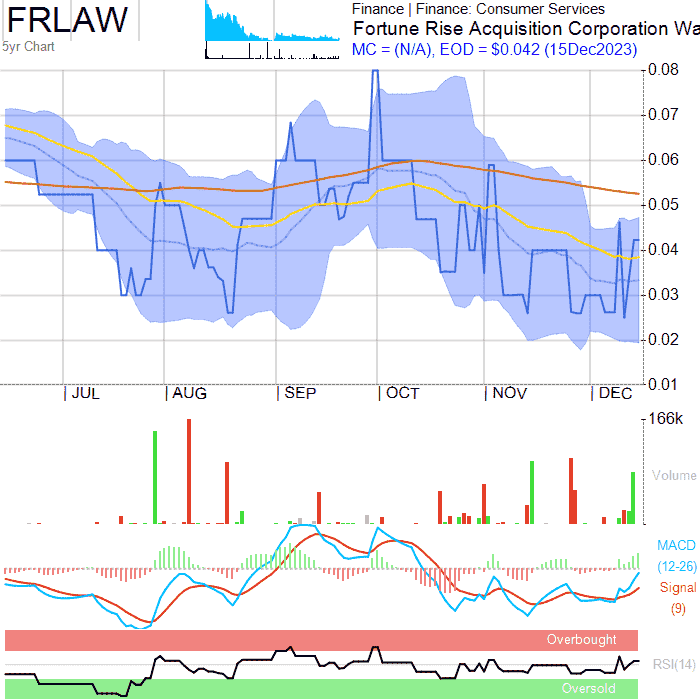 FRLAW
5yr Chart
Finance | Finance: Consumer Services
Fortune Rise Acquisition Corporation Wa
MC = (N/A), EOD = $0.042 (15Dec2023)
0.08
0.07
0.06
0.05
0.04
0.03
0.02
0.01
| JUL | AUG | SEP | OCT | NOV | DEC
166k
Volume
MACD
(12-26)
Signal
(9)
Overbought
RSI(14)
Oversold